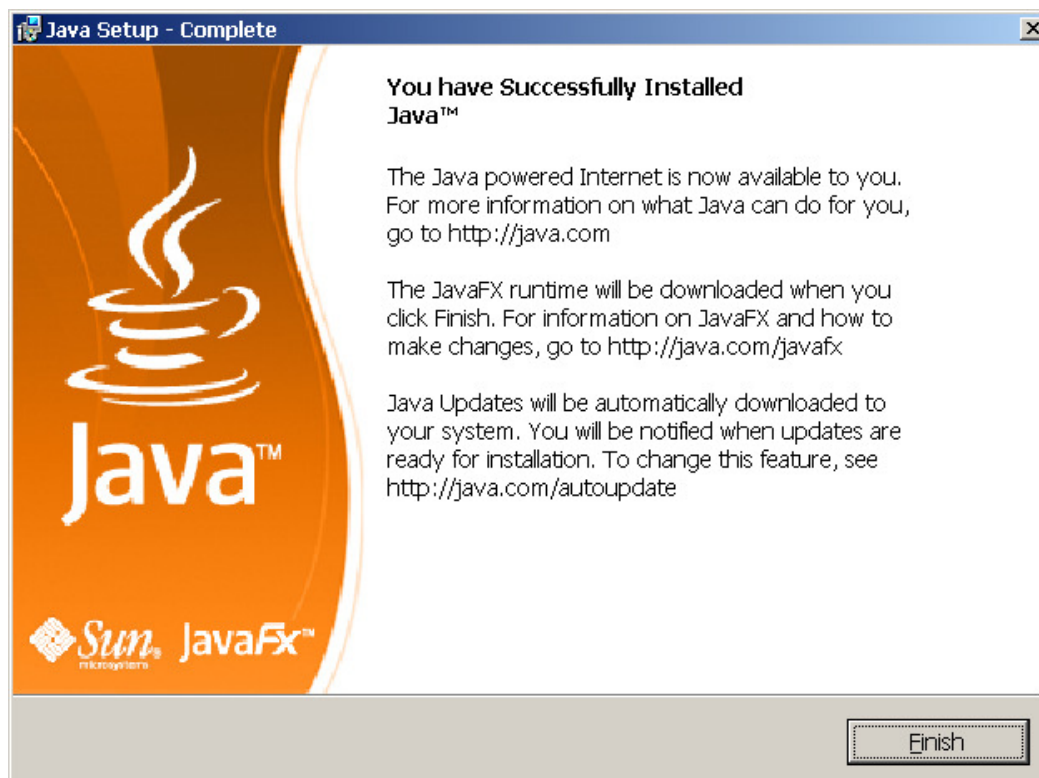 Java Setup - Complete
You have Successfully Installed
Java™
The Java powered Internet is now available to you.
For more information on what Java can do for you,
go to http://java.com
The JavaFX runtime will be downloaded when you
click Finish. For information on JavaFX and how to
make changes, go to http://java.com/javafx
Java Updates will be automatically downloaded to
your system. You will be notified when updates are
ready for installation. To change this feature, see
http://java.com/autoupdate
Java™
Sun® JavaFX™
microsystems
Finish